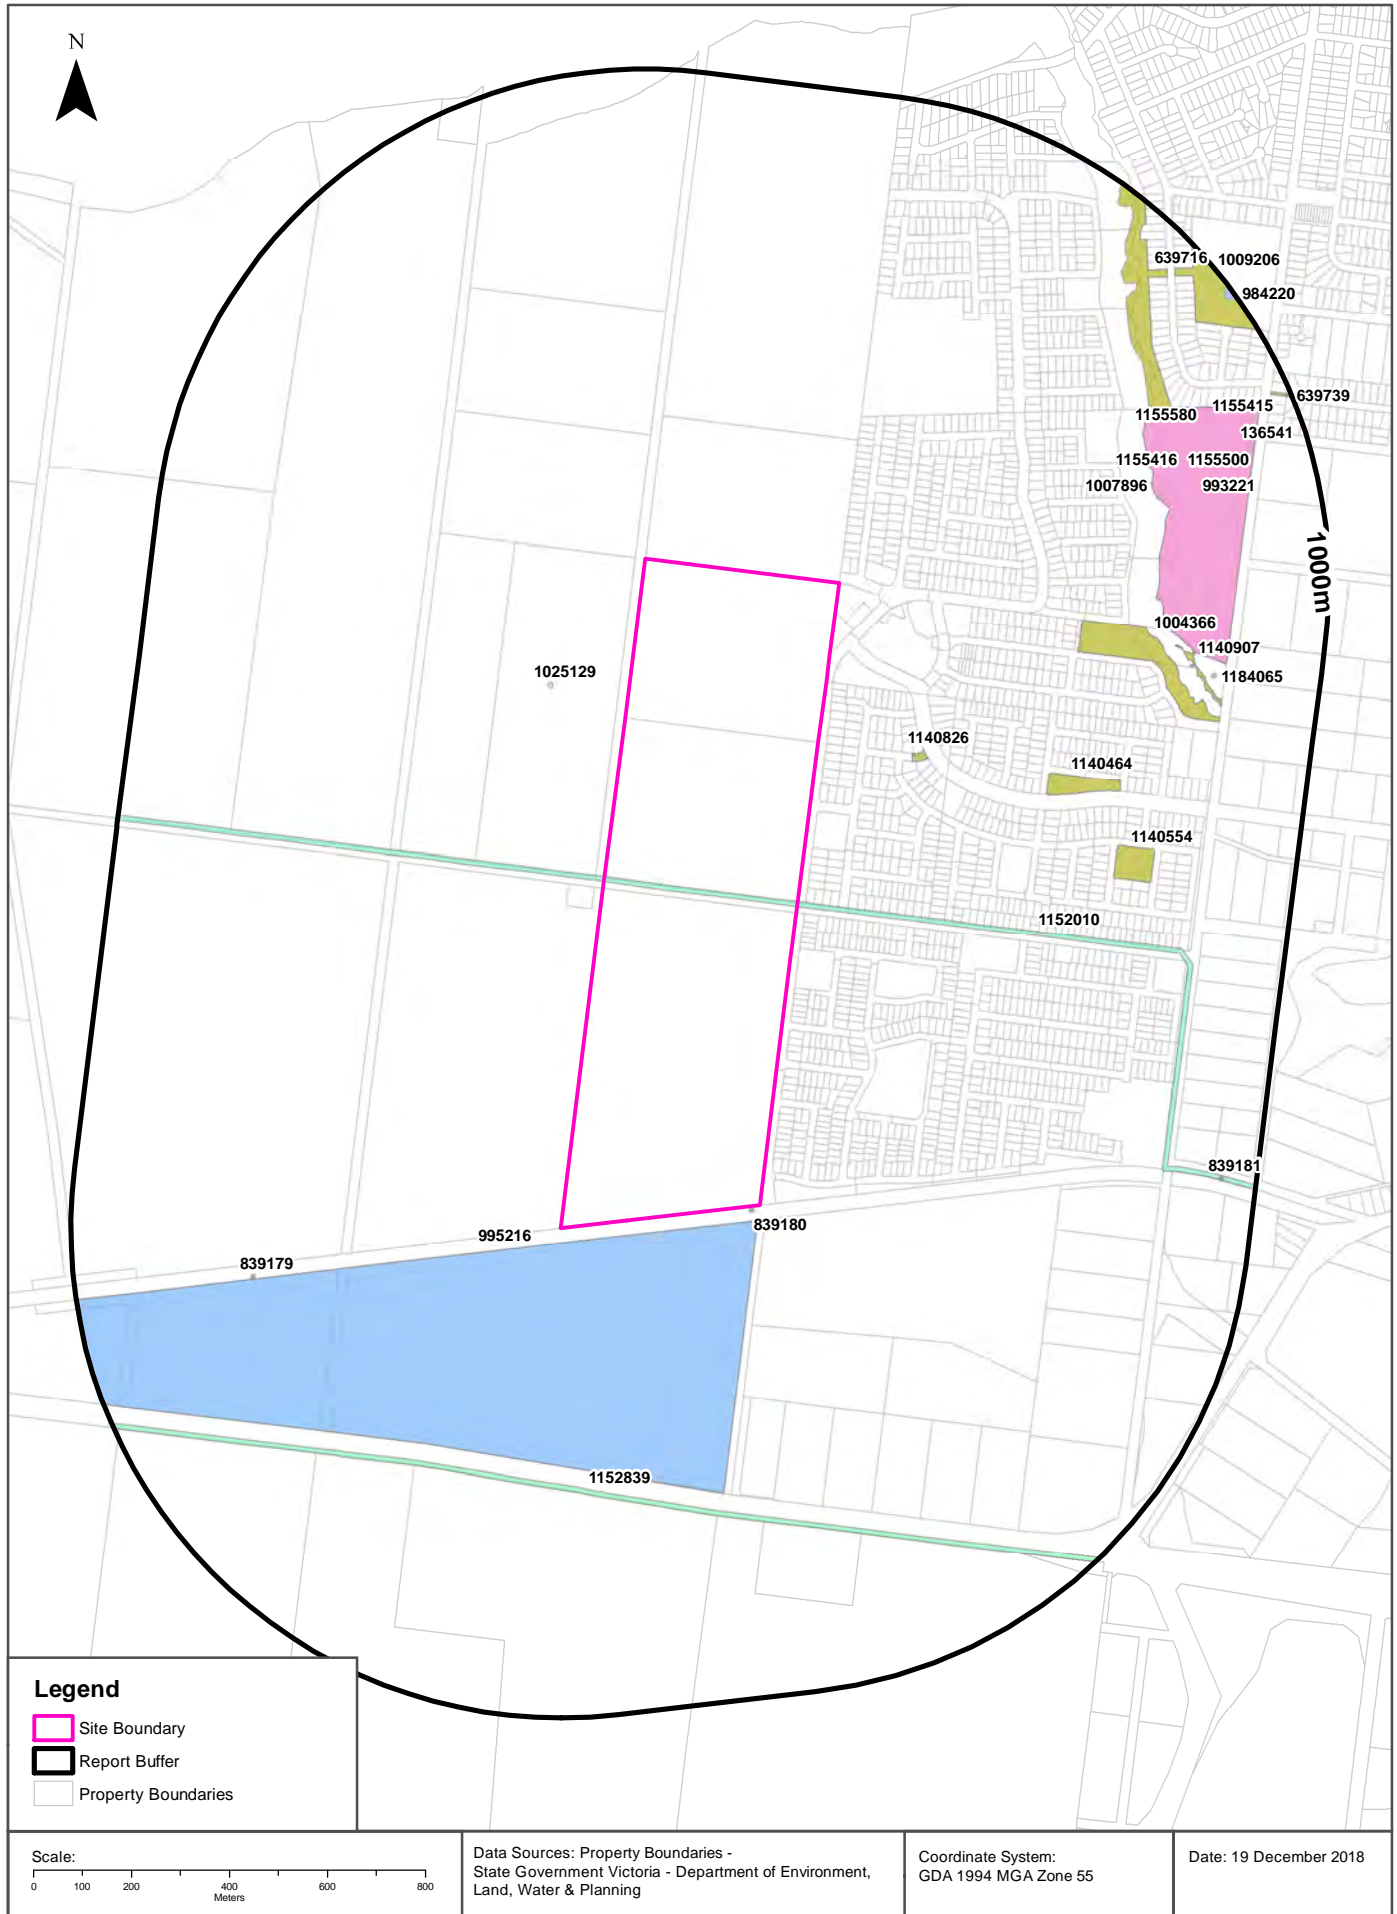 N
639716
1009206
984220
639739
1155580
1155415
136541
1155416
1155500
1007896
993221
1000m
1004366
1140907
1184065
1025129
1140826
1140464
1140554
1152010
839181
839180
995216
839179
1152839
Legend
Site Boundary
Report Buffer
Property Boundaries
Scale:
0 100 200 400 600 800
Meters
Data Sources: Property Boundaries -
State Government Victoria - Department of Environment,
Land, Water & Planning
Coordinate System:
GDA 1994 MGA Zone 55
Date: 19 December 2018